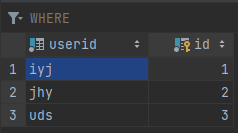 WHERE
userid id
1 iyj 1
2 jhy 2
3 uds 3